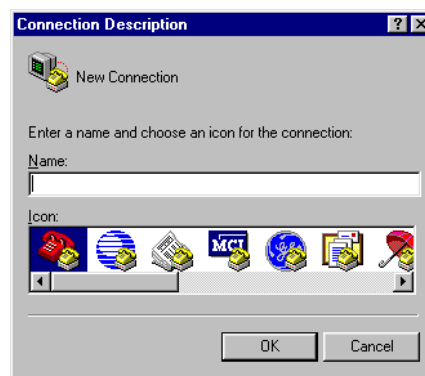 Connection Description
New Connection
Enter a name and choose an icon for the connection:
Name:
Icon:
MCI
OK
Cancel